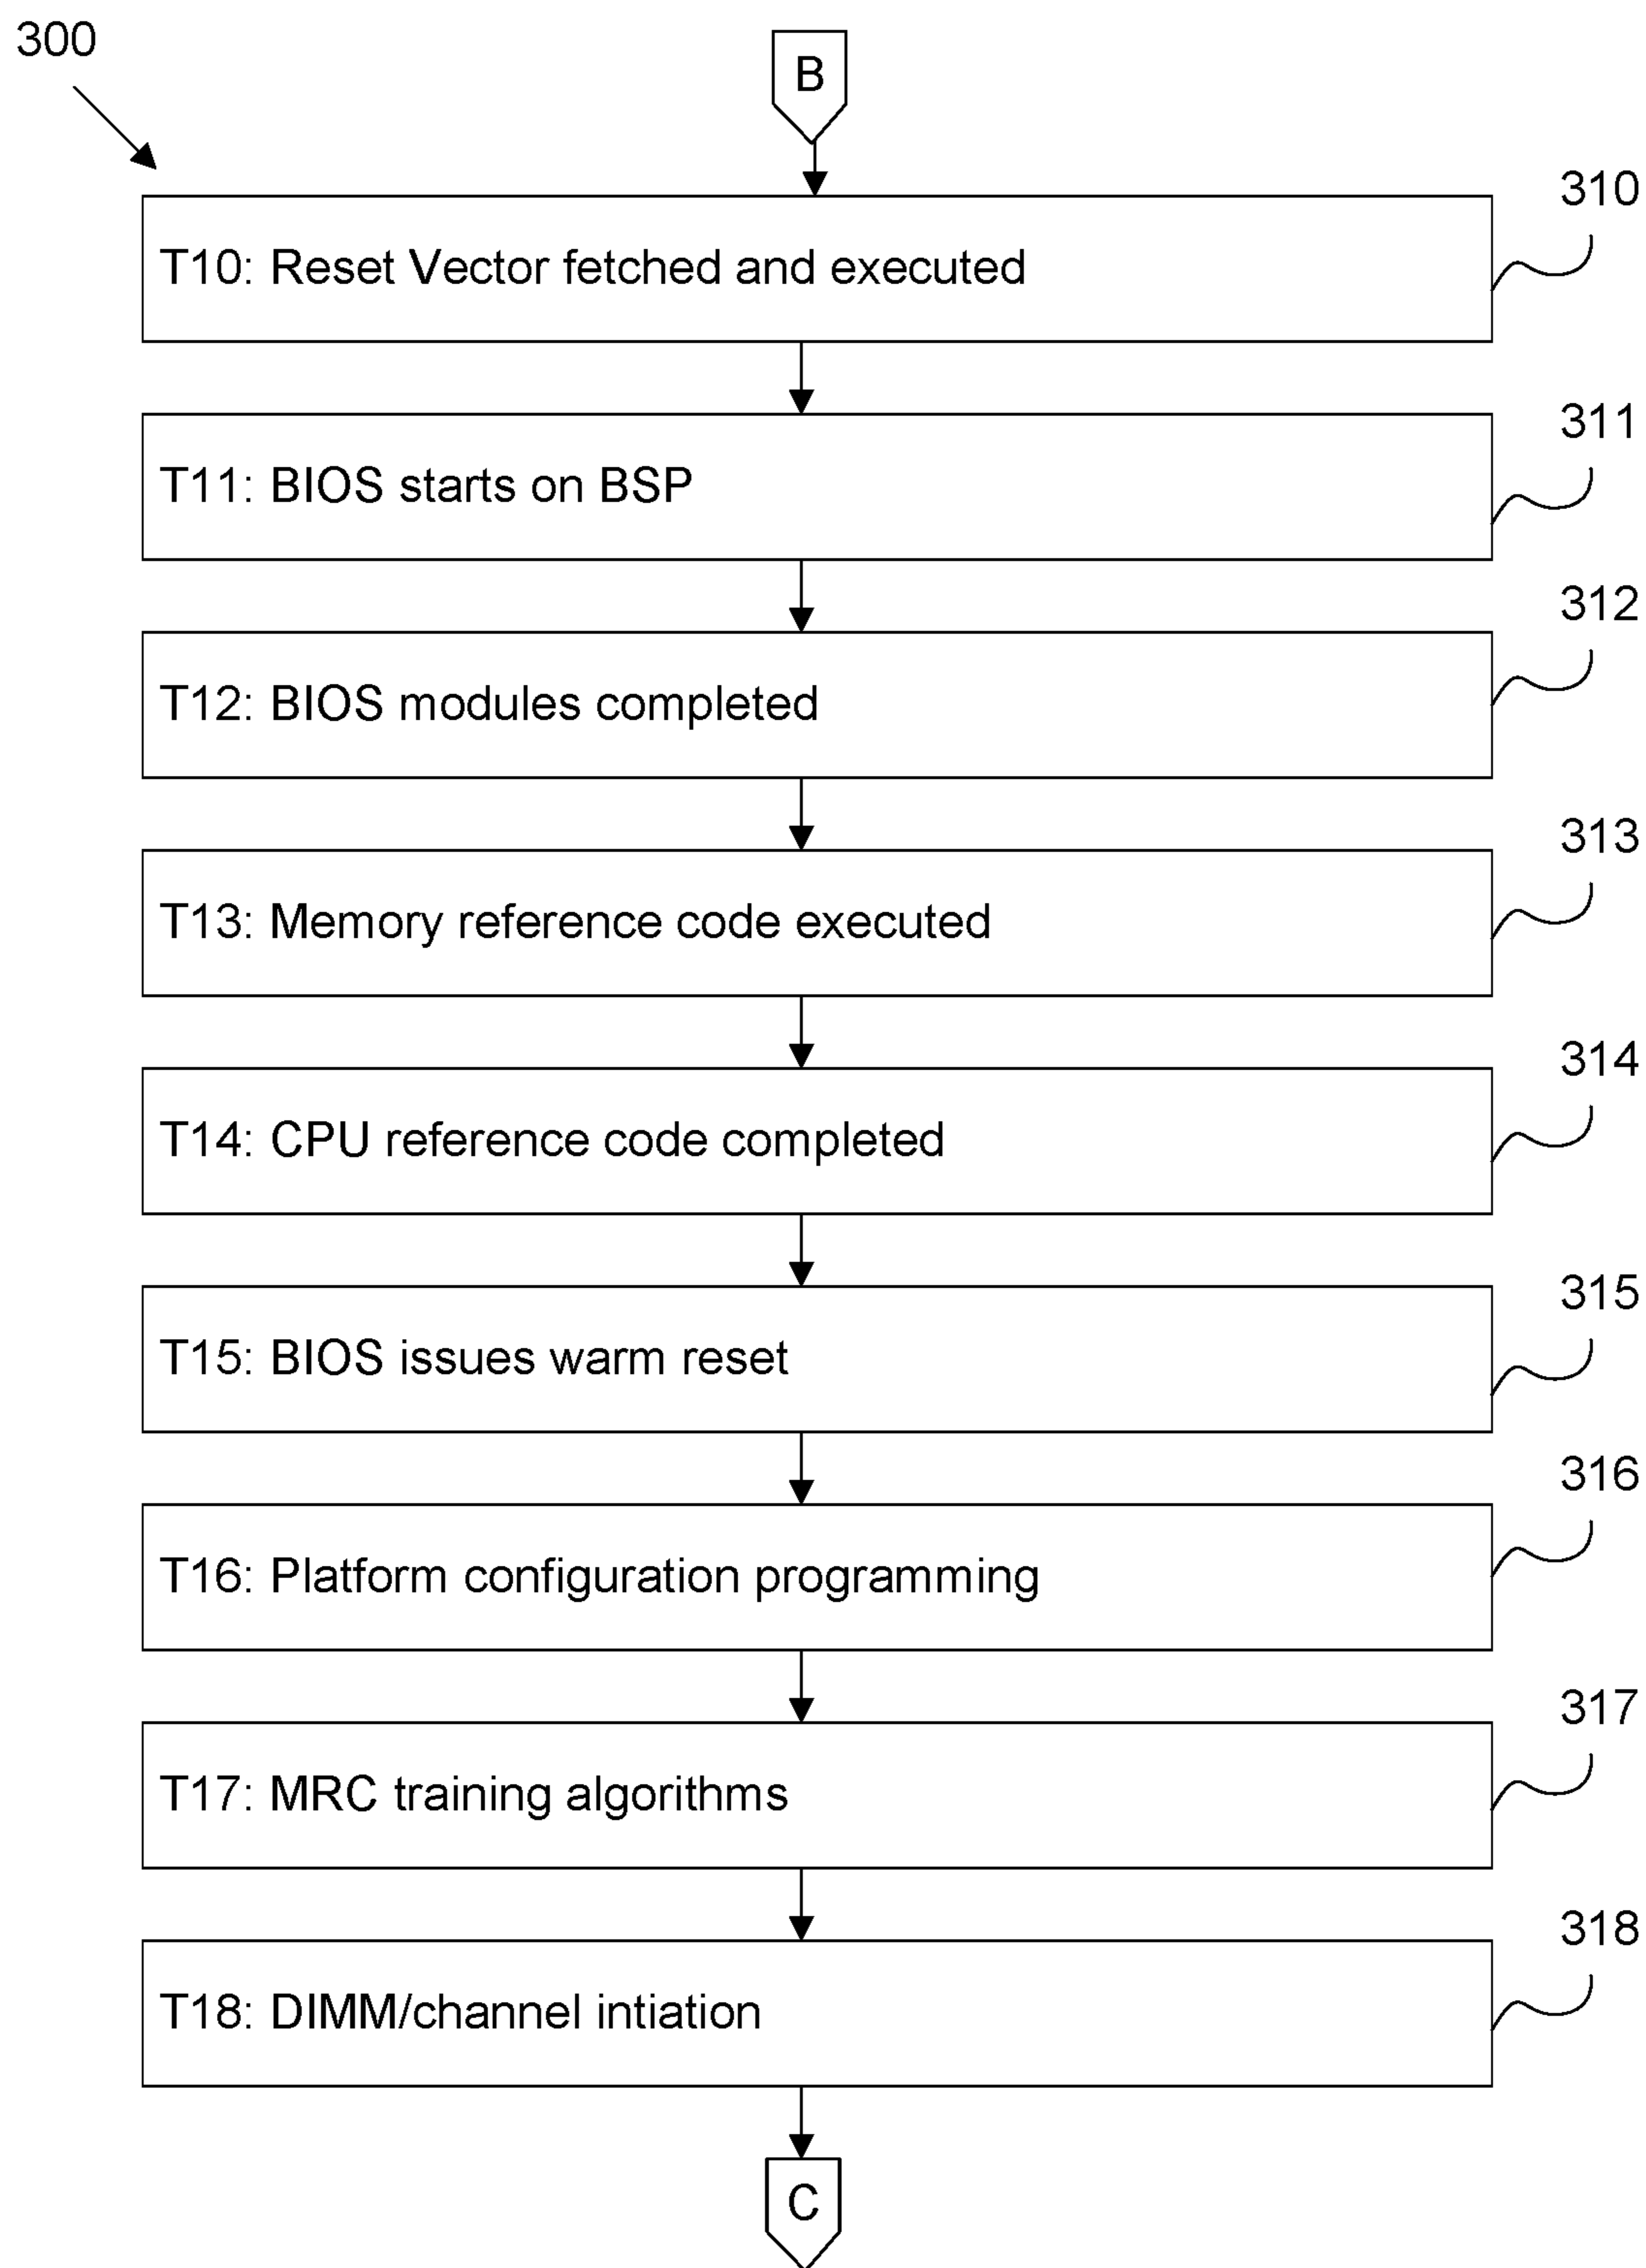 300
B
310
T10: Reset Vector fetched and executed
311
T11: BIOS starts on BSP
312
T12: BIOS modules completed
313
T13: Memory reference code executed
314
T14: CPU reference code completed
315
T15: BIOS issues warm reset
316
T16: Platform configuration programming
317
T17: MRC training algorithms
318
T18: DIMM/channel intiation
C